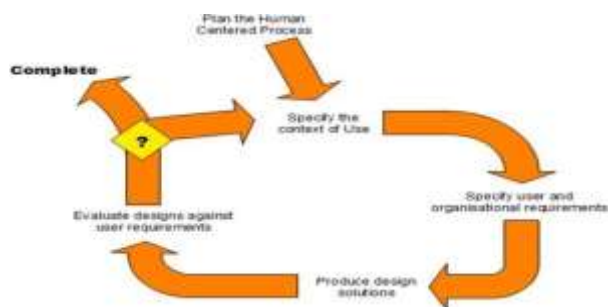 Plan the Human
Centered Process
Complete
?
Specify the
context of Use
Specify user and
organisational requirements
Evaluate designs against
user requirements
Produce design
solutions